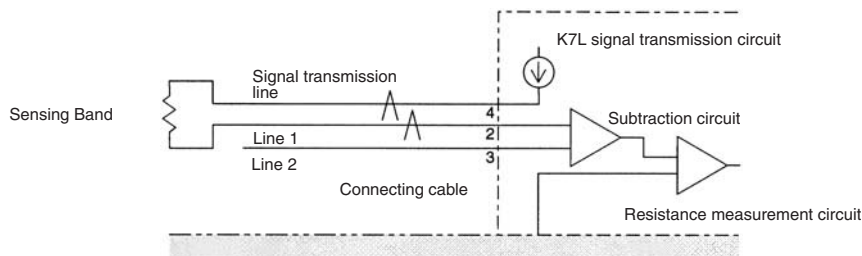 K7L signal transmission circuit
Signal transmission
line
Sensing Band
4
Subtraction circuit
2
Line 1
3
Line 2
Connecting cable
Resistance measurement circuit